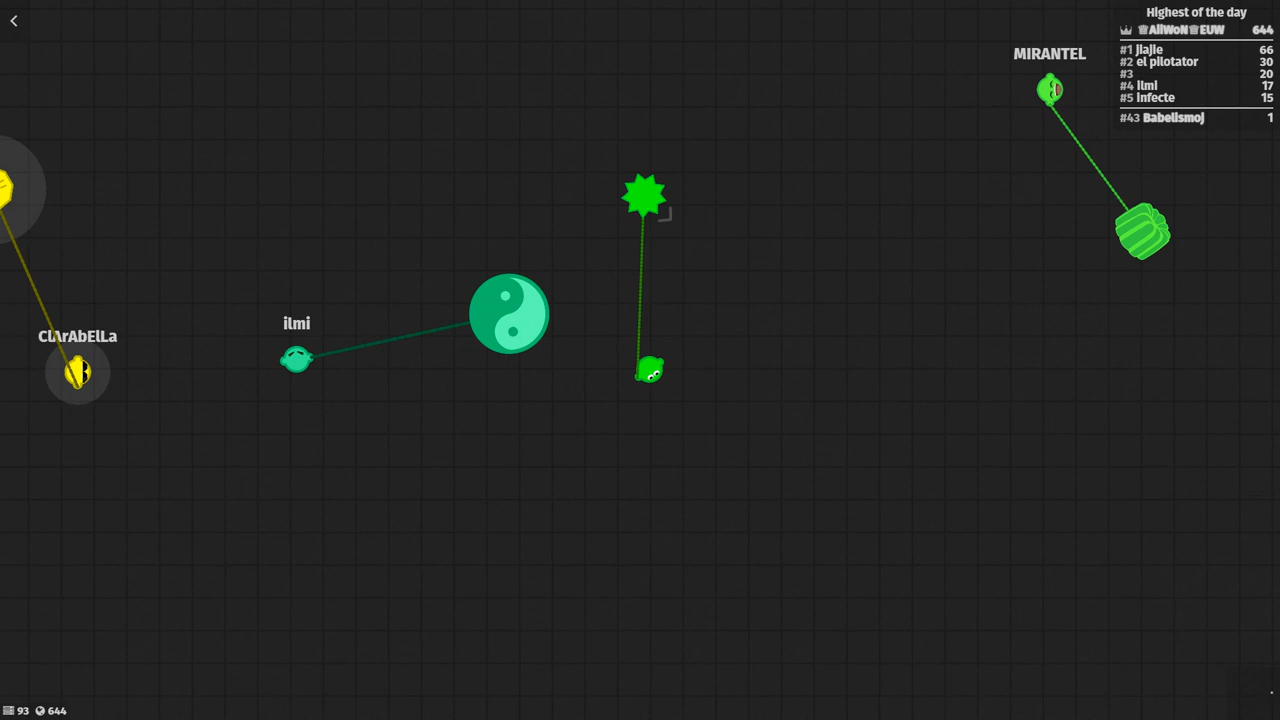 Highest of the day
♕AllWoN♕EUW 644
#1 JiaJie 66
#2 el pilotator 30
#3 20
#4 ilmi 17
#5 infecte 15
#43 Babelismoj 1
MIRANTEL
ilmi
ClArAbElLa
93 644